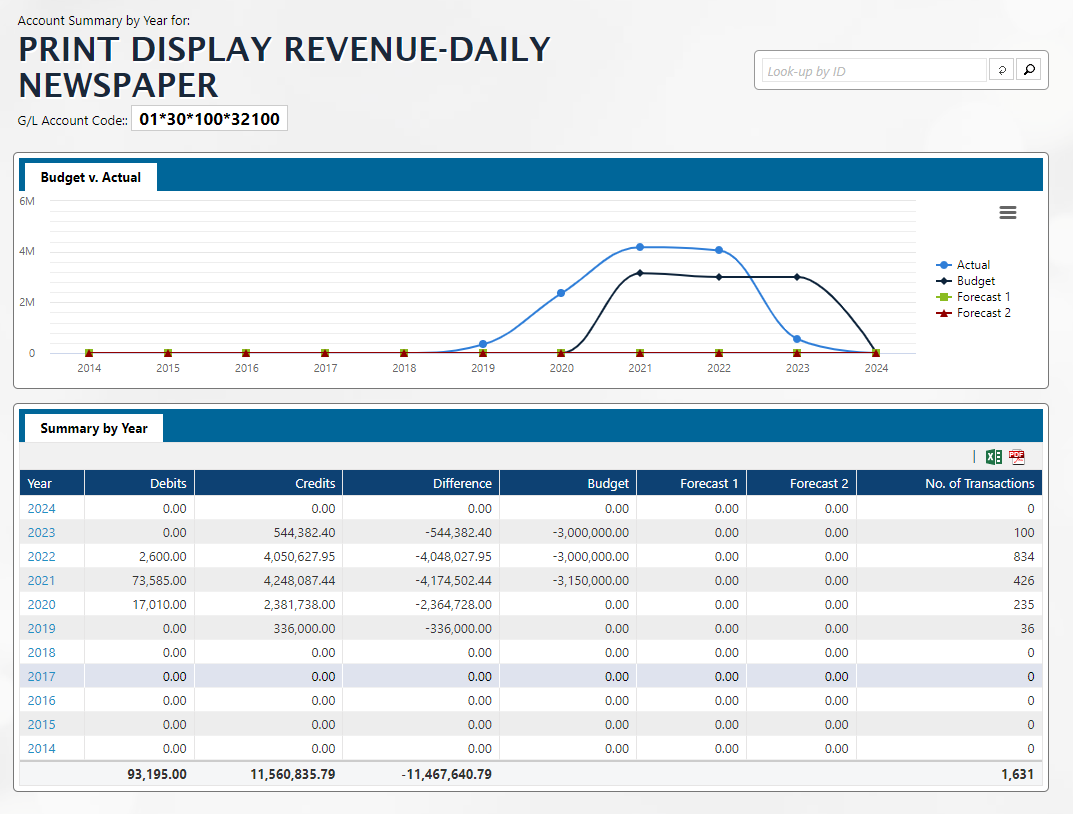 Account Summary by Year for:
PRINT DISPLAY REVENUE-DAILY
NEWSPAPER
G/L Account Code:: 01*30*100*32100
Look-up by ID
Budget v. Actual
6M
4M
2M
0
2014 2015 2016 2017 2018 2019 2020 2021 2022 2023 2024
Actual
Budget
Forecast 1
Forecast 2
Summary by Year
Year Debits Credits Difference Budget Forecast 1 Forecast 2 No. of Transactions
2024 0.00 0.00 0.00 0.00 0.00 0.00 0
2023 0.00 544,382.40 -544,382.40 -3,000,000.00 0.00 0.00 100
2022 2,600.00 4,050,627.95 -4,048,027.95 -3,000,000.00 0.00 0.00 834
2021 73,585.00 4,248,087.44 -4,174,502.44 -3,150,000.00 0.00 0.00 426
2020 17,010.00 2,381,738.00 -2,364,728.00 0.00 0.00 0.00 235
2019 0.00 336,000.00 -336,000.00 0.00 0.00 0.00 36
2018 0.00 0.00 0.00 0.00 0.00 0.00 0
2017 0.00 0.00 0.00 0.00 0.00 0.00 0
2016 0.00 0.00 0.00 0.00 0.00 0.00 0
2015 0.00 0.00 0.00 0.00 0.00 0.00 0
2014 0.00 0.00 0.00 0.00 0.00 0.00 0
93,195.00 11,560,835.79 -11,467,640.79 1,631